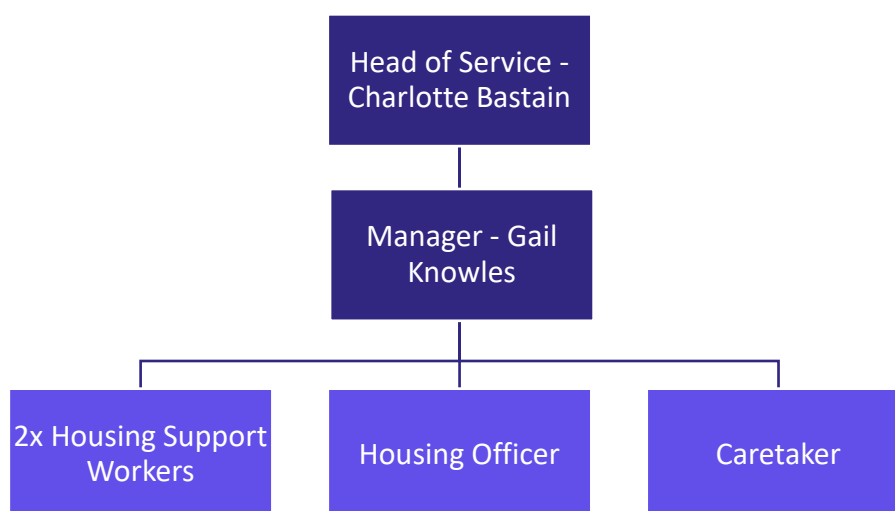 Head of Service -
Charlotte Bastain
Manager - Gail
Knowles
2x Housing Support
Workers
Housing Officer
Caretaker